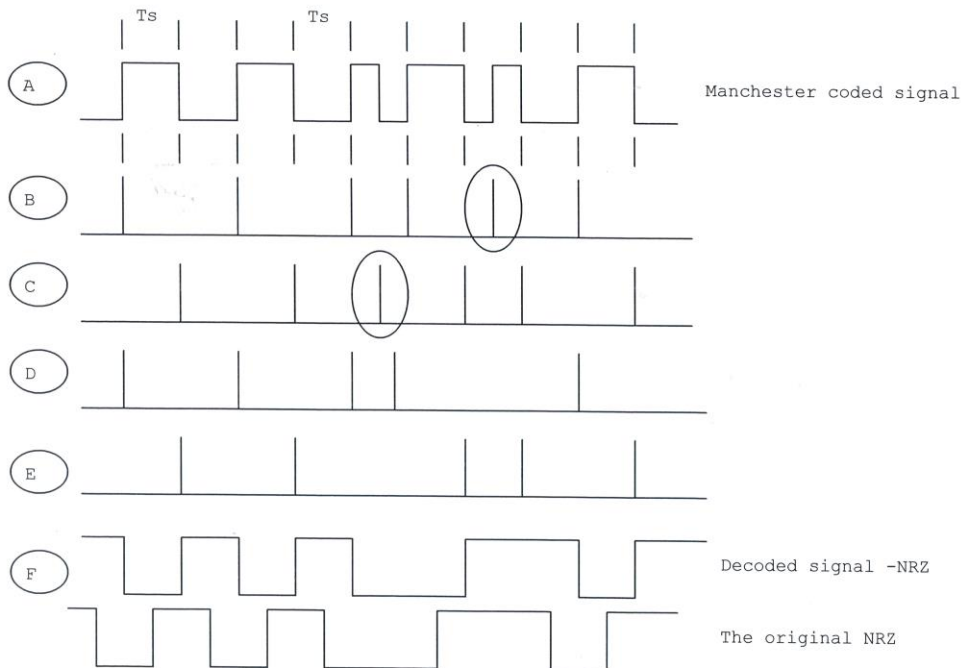 Ts Ts
A
Manchester coded signal
B
C
D
E
F
Decoded signal -NRZ
The original NRZ